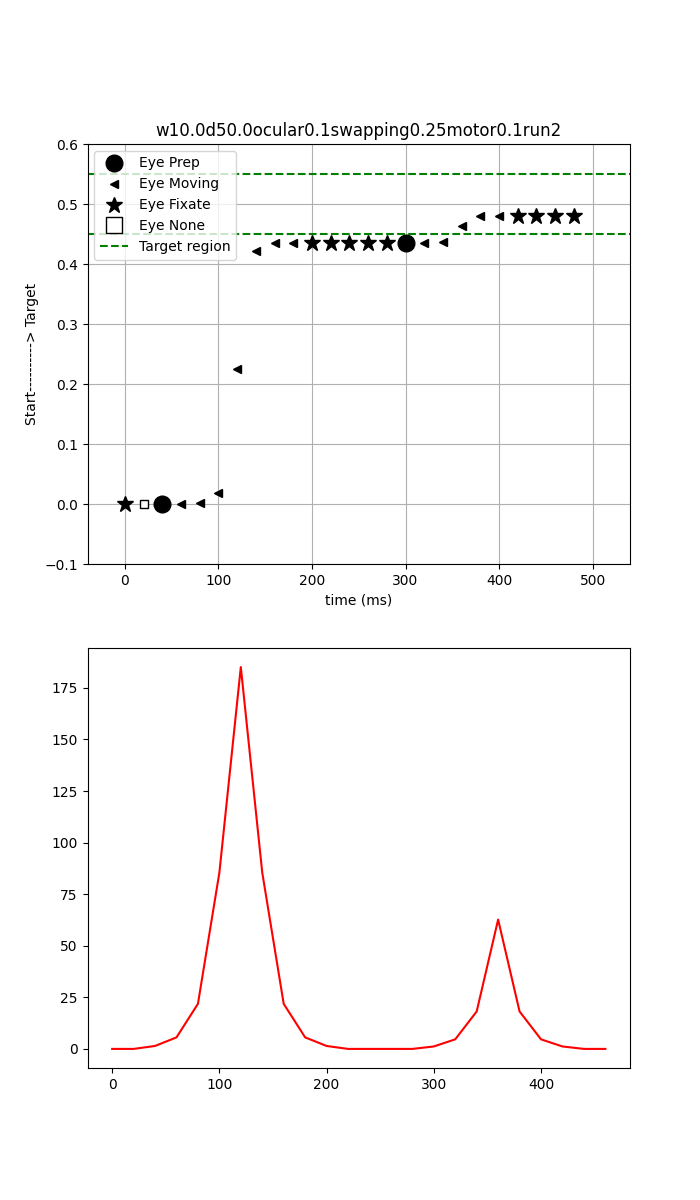 w10.0d50.0ocular0.1swapping0.25motor0.1run2
0.6
0.5
0.4
0.3
0.2
0.1
0.0
−0.1
Start----------> Target
Eye Prep
Eye Moving
Eye Fixate
Eye None
Target region
0 100 200 300 400 500
time (ms)
175
150
125
100
75
50
25
0
0 100 200 300 400